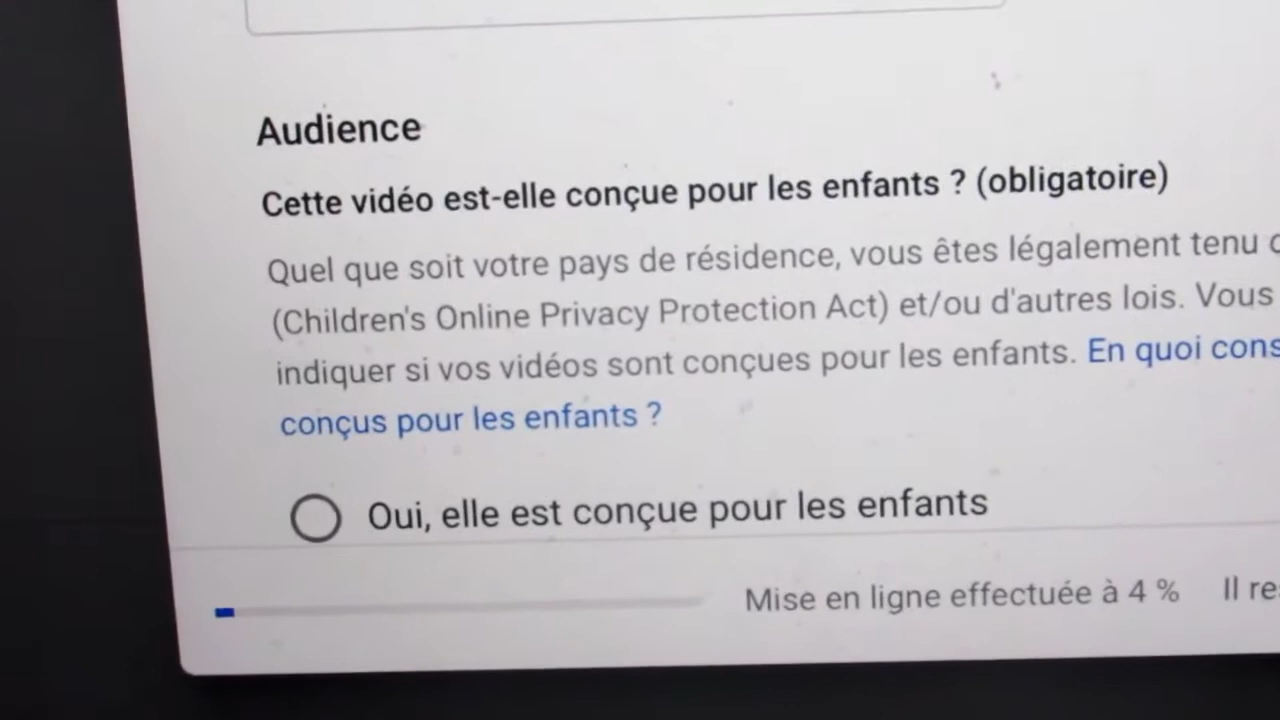 Audience
Cette vidéo est-elle conçue pour les enfants ? (obligatoire)
Quel que soit votre pays de résidence, vous êtes légalement tenu
(Children's Online Privacy Protection Act) et/ou d'autres lois. Vous
indiquer si vos vidéos sont conçues pour les enfants. En quoi
conçus pour les enfants ?
Oui, elle est conçue pour les enfants
Mise en ligne effectuée à 4 % Il